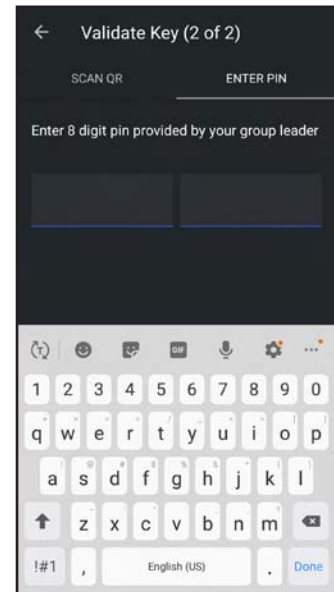 Validate Key (2 of 2)
SCAN QR ENTER PIN
Enter 8 digit pin provided by your group leader
GIF
1 2 3 4 5 6 7 8 9 0
q w e r t y u i o p
a s d f g h j k l
z x c v b n m
!#1 , English (US) . Done